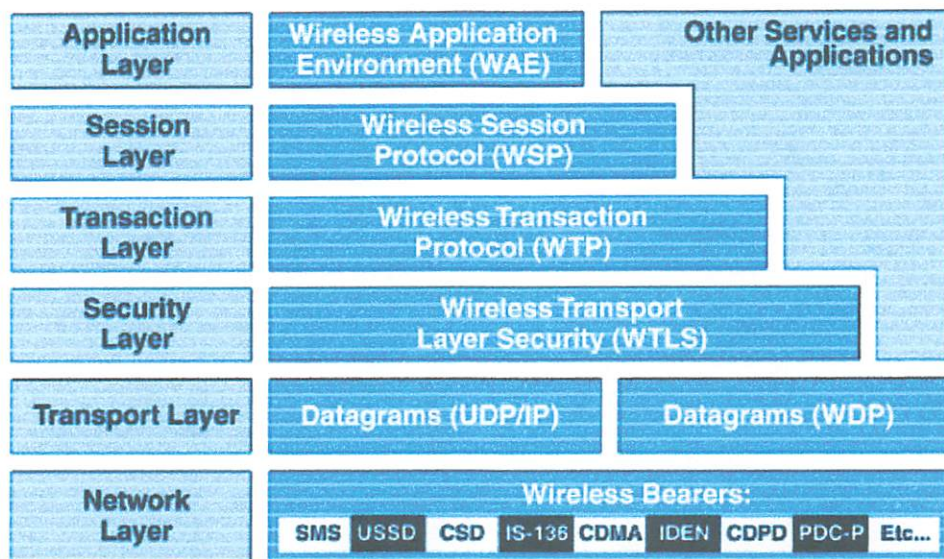 Application
Layer
Wireless Application
Environment (WAE)
Other Services and
Applications
Session
Layer
Wireless Session
Protocol (WSP)
Transaction
Layer
Wireless Transaction
Protocol (WTP)
Security
Layer
Wireless Transport
Layer Security (WTLS)
Transport Layer
Datagrams (UDP/IP)
Datagrams (WDP)
Network
Layer
Wireless Bearers:
SMS USSD CSD IS-136 CDMA IDEN CDPD PDC-P Etc...